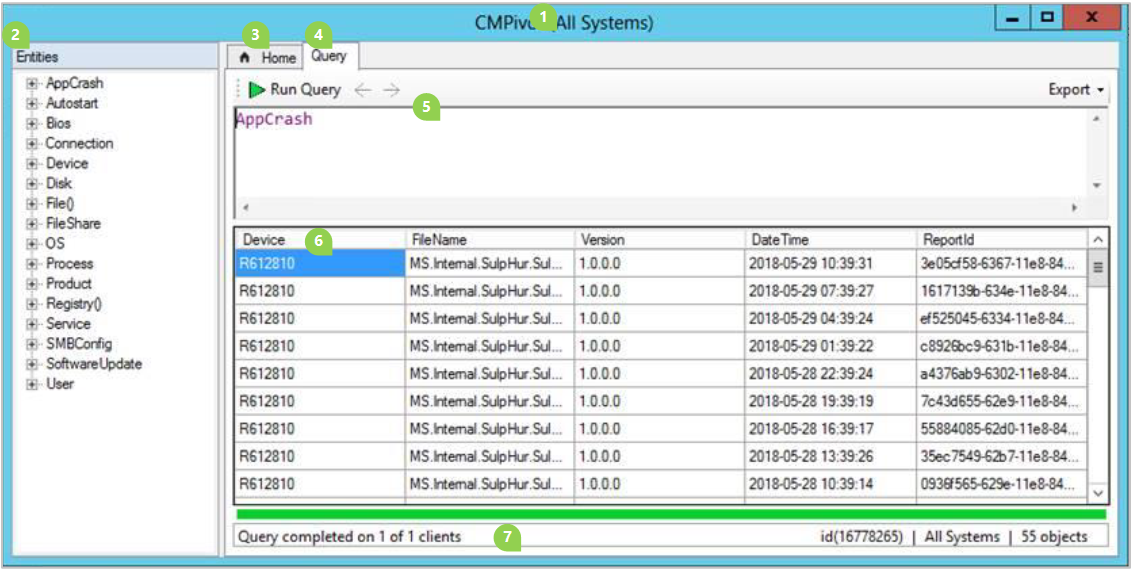 CMPivot (All Systems)
1
2
3
4
Entities
Home
Query
AppCrash
Autostart
Bios
Connection
Device
Disk
File()
FileShare
OS
Process
Product
Registry()
Service
SMBConfig
SoftwareUpdate
User
Run Query
Export
5
AppCrash
Device 6 FileName Version DateTime ReportId
R612810 MS.Internal.SulpHur.Sul... 1.0.0.0 2018-05-29 10:39:31 3e05cf58-6367-11e8-84...
R612810 MS.Internal.SulpHur.Sul... 1.0.0.0 2018-05-29 07:39:27 1617139b-634e-11e8-84...
R612810 MS.Internal.SulpHur.Sul... 1.0.0.0 2018-05-29 04:39:24 ef525045-6334-11e8-84...
R612810 MS.Internal.SulpHur.Sul... 1.0.0.0 2018-05-29 01:39:22 c8926bc9-631b-11e8-84...
R612810 MS.Internal.SulpHur.Sul... 1.0.0.0 2018-05-28 22:39:24 a4376ab9-6302-11e8-84...
R612810 MS.Internal.SulpHur.Sul... 1.0.0.0 2018-05-28 19:39:19 7c43d655-62e9-11e8-84...
R612810 MS.Internal.SulpHur.Sul... 1.0.0.0 2018-05-28 16:39:17 55884085-62d0-11e8-84...
R612810 MS.Internal.SulpHur.Sul... 1.0.0.0 2018-05-28 13:39:26 35ec7549-62b7-11e8-84...
R612810 MS.Internal.SulpHur.Sul... 1.0.0.0 2018-05-28 10:39:14 0936f565-629e-11e8-84...
Query completed on 1 of 1 clients 7 id(16778265) | All Systems | 55 objects